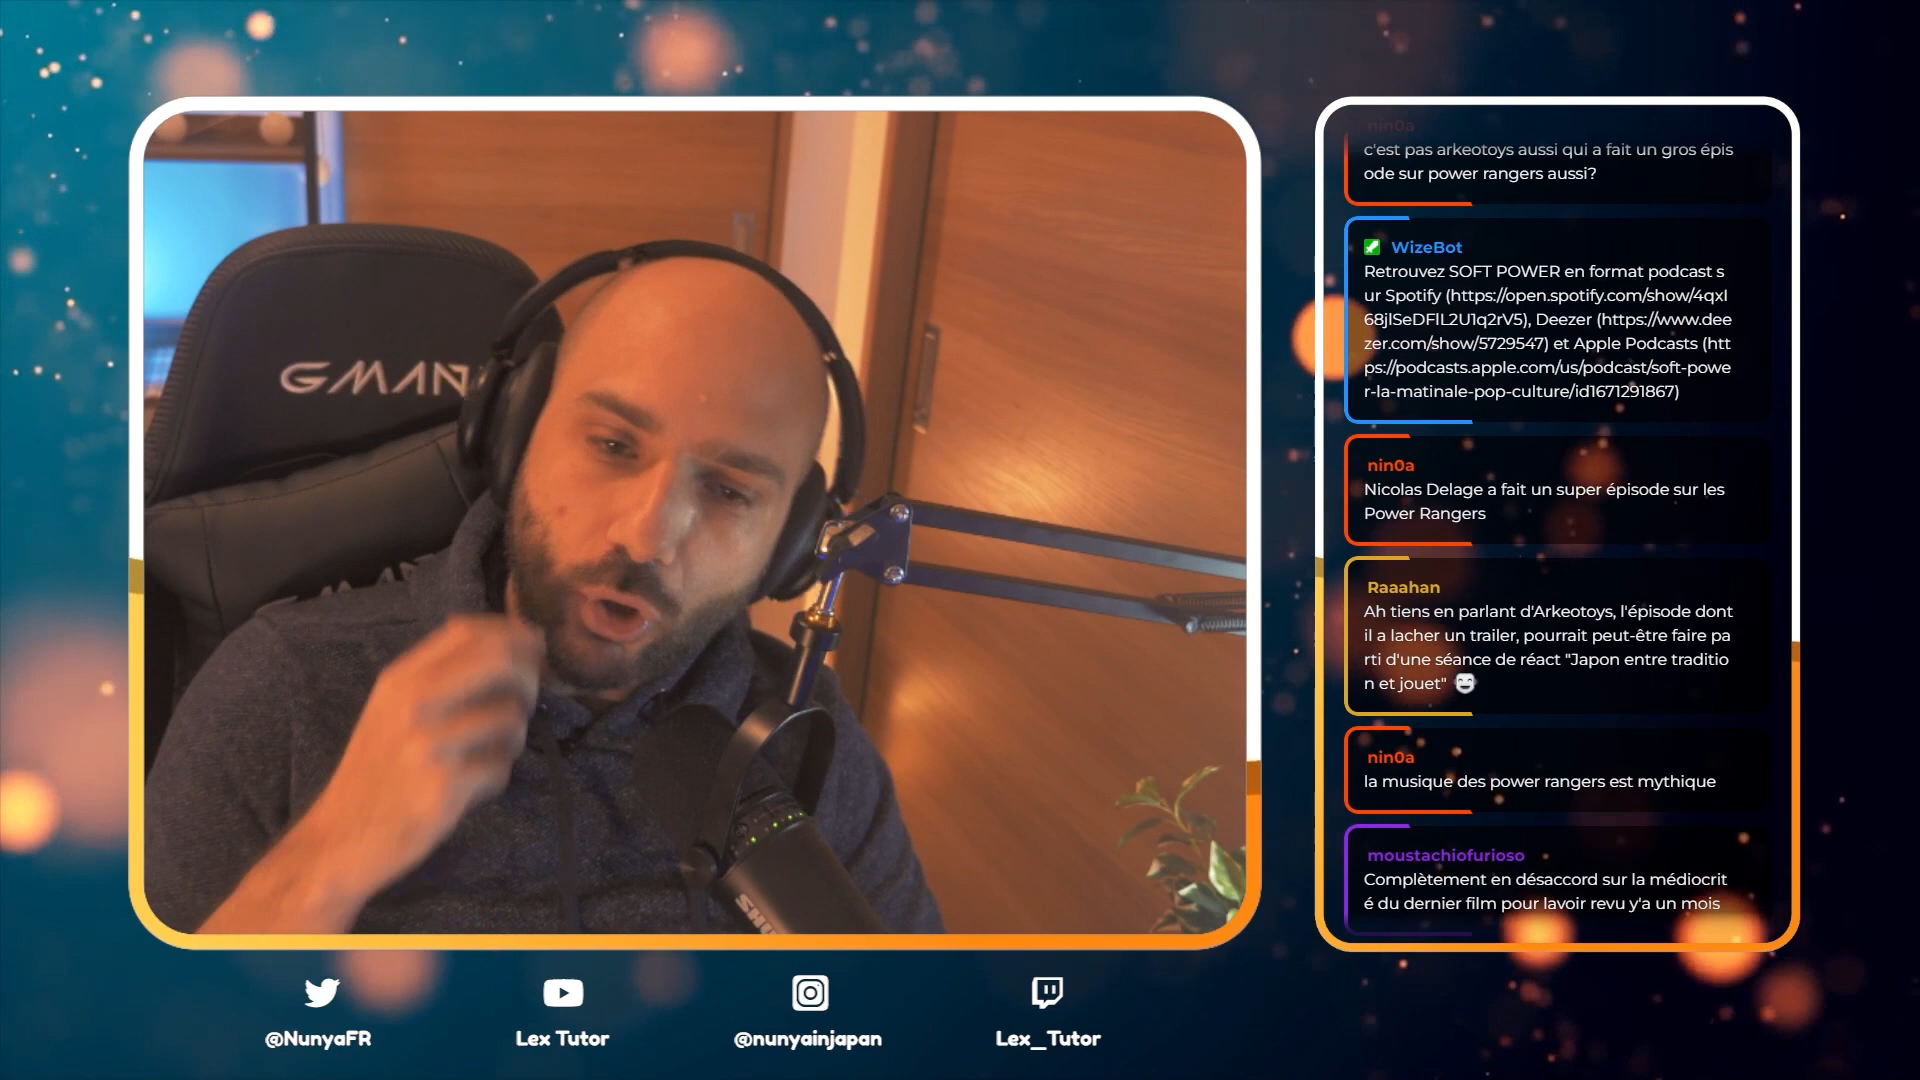 GMAN
SHU
nin0a
c'est pas arkeotoys aussi qui a fait un gros épis
ode sur power rangers aussi?
WizeBot
Retrouvez SOFT POWER en format podcast s
ur Spotify (https://open.spotify.com/show/4qxI
68jlSeDFlL2U1q2rV5), Deezer (https://www.dee
zer.com/show/5729547) et Apple Podcasts (htt
ps://podcasts.apple.com/us/podcast/soft-powe
r-la-matinale-pop-culture/id1671291867)
nin0a
Nicolas Delage a fait un super épisode sur les
Power Rangers
Raaahan
Ah tiens en parlant d'Arkeotoys, l'épisode dont
il a lacher un trailer, pourrait peut-être faire pa
rti d'une séance de réact "Japon entre traditio
n et jouet"
nin0a
la musique des power rangers est mythique
moustachiofurioso
Complètement en désaccord sur la médiocrit
é du dernier film pour lavoir revu y'a un mois
@NunyaFR
Lex Tutor
@nunyainjapan
Lex_Tutor